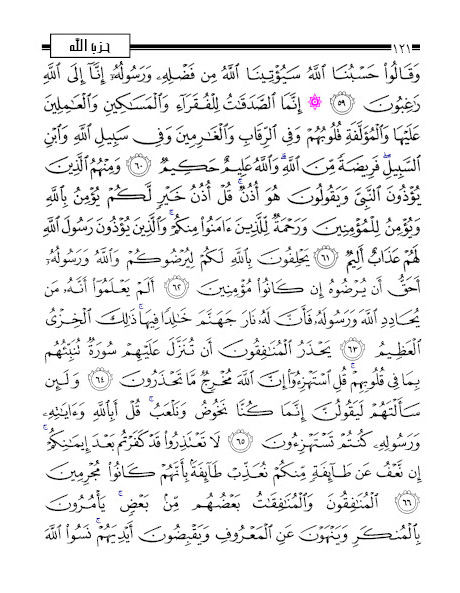 ١٢١ حزب الله
وَقَالُوا۟ حَسْبُنَا ٱللَّهُ سَيُؤْتِينَا ٱللَّهُ مِن فَضْلِهِۦ وَرَسُولُهُۥٓ إِنَّآ إِلَى ٱللَّهِ
رَٰغِبُونَ ٥٩ ۞ إِنَّمَا ٱلصَّدَقَـٰتُ لِلْفُقَرَآءِ وَٱلْمَسَـٰكِينِ وَٱلْعَـٰمِلِينَ
عَلَيْهَا وَٱلْمُؤَلَّفَةِ قُلُوبُهُمْ وَفِى ٱلرِّقَابِ وَٱلْغَـٰرِمِينَ وَفِى سَبِيلِ ٱللَّهِ وَٱبْنِ
ٱلسَّبِيلِ ۖ فَرِيضَةً مِّنَ ٱللَّهِ ۗ وَٱللَّهُ عَلِيمٌ حَكِيمٌ ٦٠ وَمِنْهُمُ ٱلَّذِينَ
يُؤْذُونَ ٱلنَّبِىَّ وَيَقُولُونَ هُوَ أُذُنٌ ۚ قُلْ أُذُنُ خَيْرٍ لَّكُمْ يُؤْمِنُ بِٱللَّهِ
وَيُؤْمِنُ لِلْمُؤْمِنِينَ وَرَحْمَةٌ لِّلَّذِينَ ءَامَنُوا۟ مِنكُمْ ۚ وَٱلَّذِينَ يُؤْذُونَ رَسُولَ ٱللَّهِ
لَهُمْ عَذَابٌ أَلِيمٌ ٦١ يَحْلِفُونَ بِٱللَّهِ لَكُمْ لِيُرْضُوكُمْ وَٱللَّهُ وَرَسُولُهُۥٓ
أَحَقُّ أَن يُرْضُوهُ إِن كَانُوا۟ مُؤْمِنِينَ ٦٢ أَلَمْ يَعْلَمُوٓا۟ أَنَّهُۥ مَن
يُحَادِدِ ٱللَّهَ وَرَسُولَهُۥ فَأَنَّ لَهُۥ نَارَ جَهَنَّمَ خَـٰلِدًا فِيهَا ۚ ذَٰلِكَ ٱلْخِزْىُ
ٱلْعَظِيمُ ٦٣ يَحْذَرُ ٱلْمُنَـٰفِقُونَ أَن تُنَزَّلَ عَلَيْهِمْ سُورَةٌ تُنَبِّئُهُم
بِمَا فِى قُلُوبِهِمْ ۚ قُلِ ٱسْتَهْزِءُوٓا۟ إِنَّ ٱللَّهَ مُخْرِجٌ مَّا تَحْذَرُونَ ٦٤ وَلَئِن
سَأَلْتَهُمْ لَيَقُولُنَّ إِنَّمَا كُنَّا نَخُوضُ وَنَلْعَبُ ۚ قُلْ أَبِٱللَّهِ وَءَايَـٰتِهِۦ
وَرَسُولِهِۦ كُنتُمْ تَسْتَهْزِءُونَ ٦٥ لَا تَعْتَذِرُوا۟ قَدْ كَفَرْتُم بَعْدَ إِيمَـٰنِكُمْ ۚ
إِن نَّعْفُ عَن طَآئِفَةٍ مِّنكُمْ نُعَذِّبْ طَآئِفَةًۢ بِأَنَّهُمْ كَانُوا۟ مُجْرِمِينَ
٦٦ ٱلْمُنَـٰفِقُونَ وَٱلْمُنَـٰفِقَـٰتُ بَعْضُهُم مِّنۢ بَعْضٍ ۚ يَأْمُرُونَ
بِٱلْمُنكَرِ وَيَنْهَوْنَ عَنِ ٱلْمَعْرُوفِ وَيَقْبِضُونَ أَيْدِيَهُمْ ۚ نَسُوا۟ ٱللَّهَ